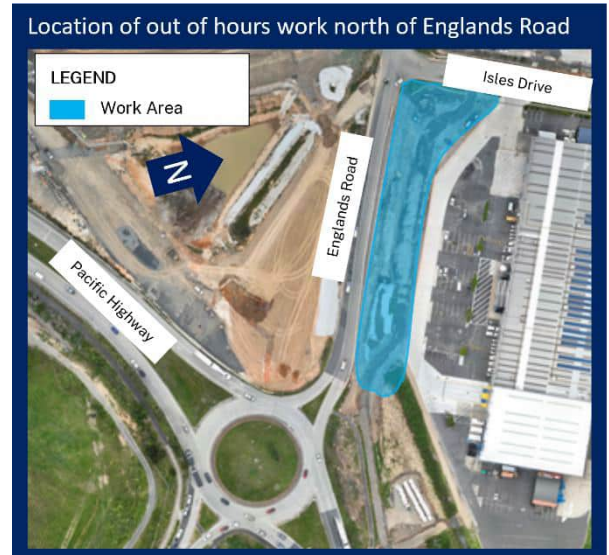 Location of out of hours work north of Englands Road
LEGEND
Work Area
Isles Drive
N
Englands Road
Pacific Highway